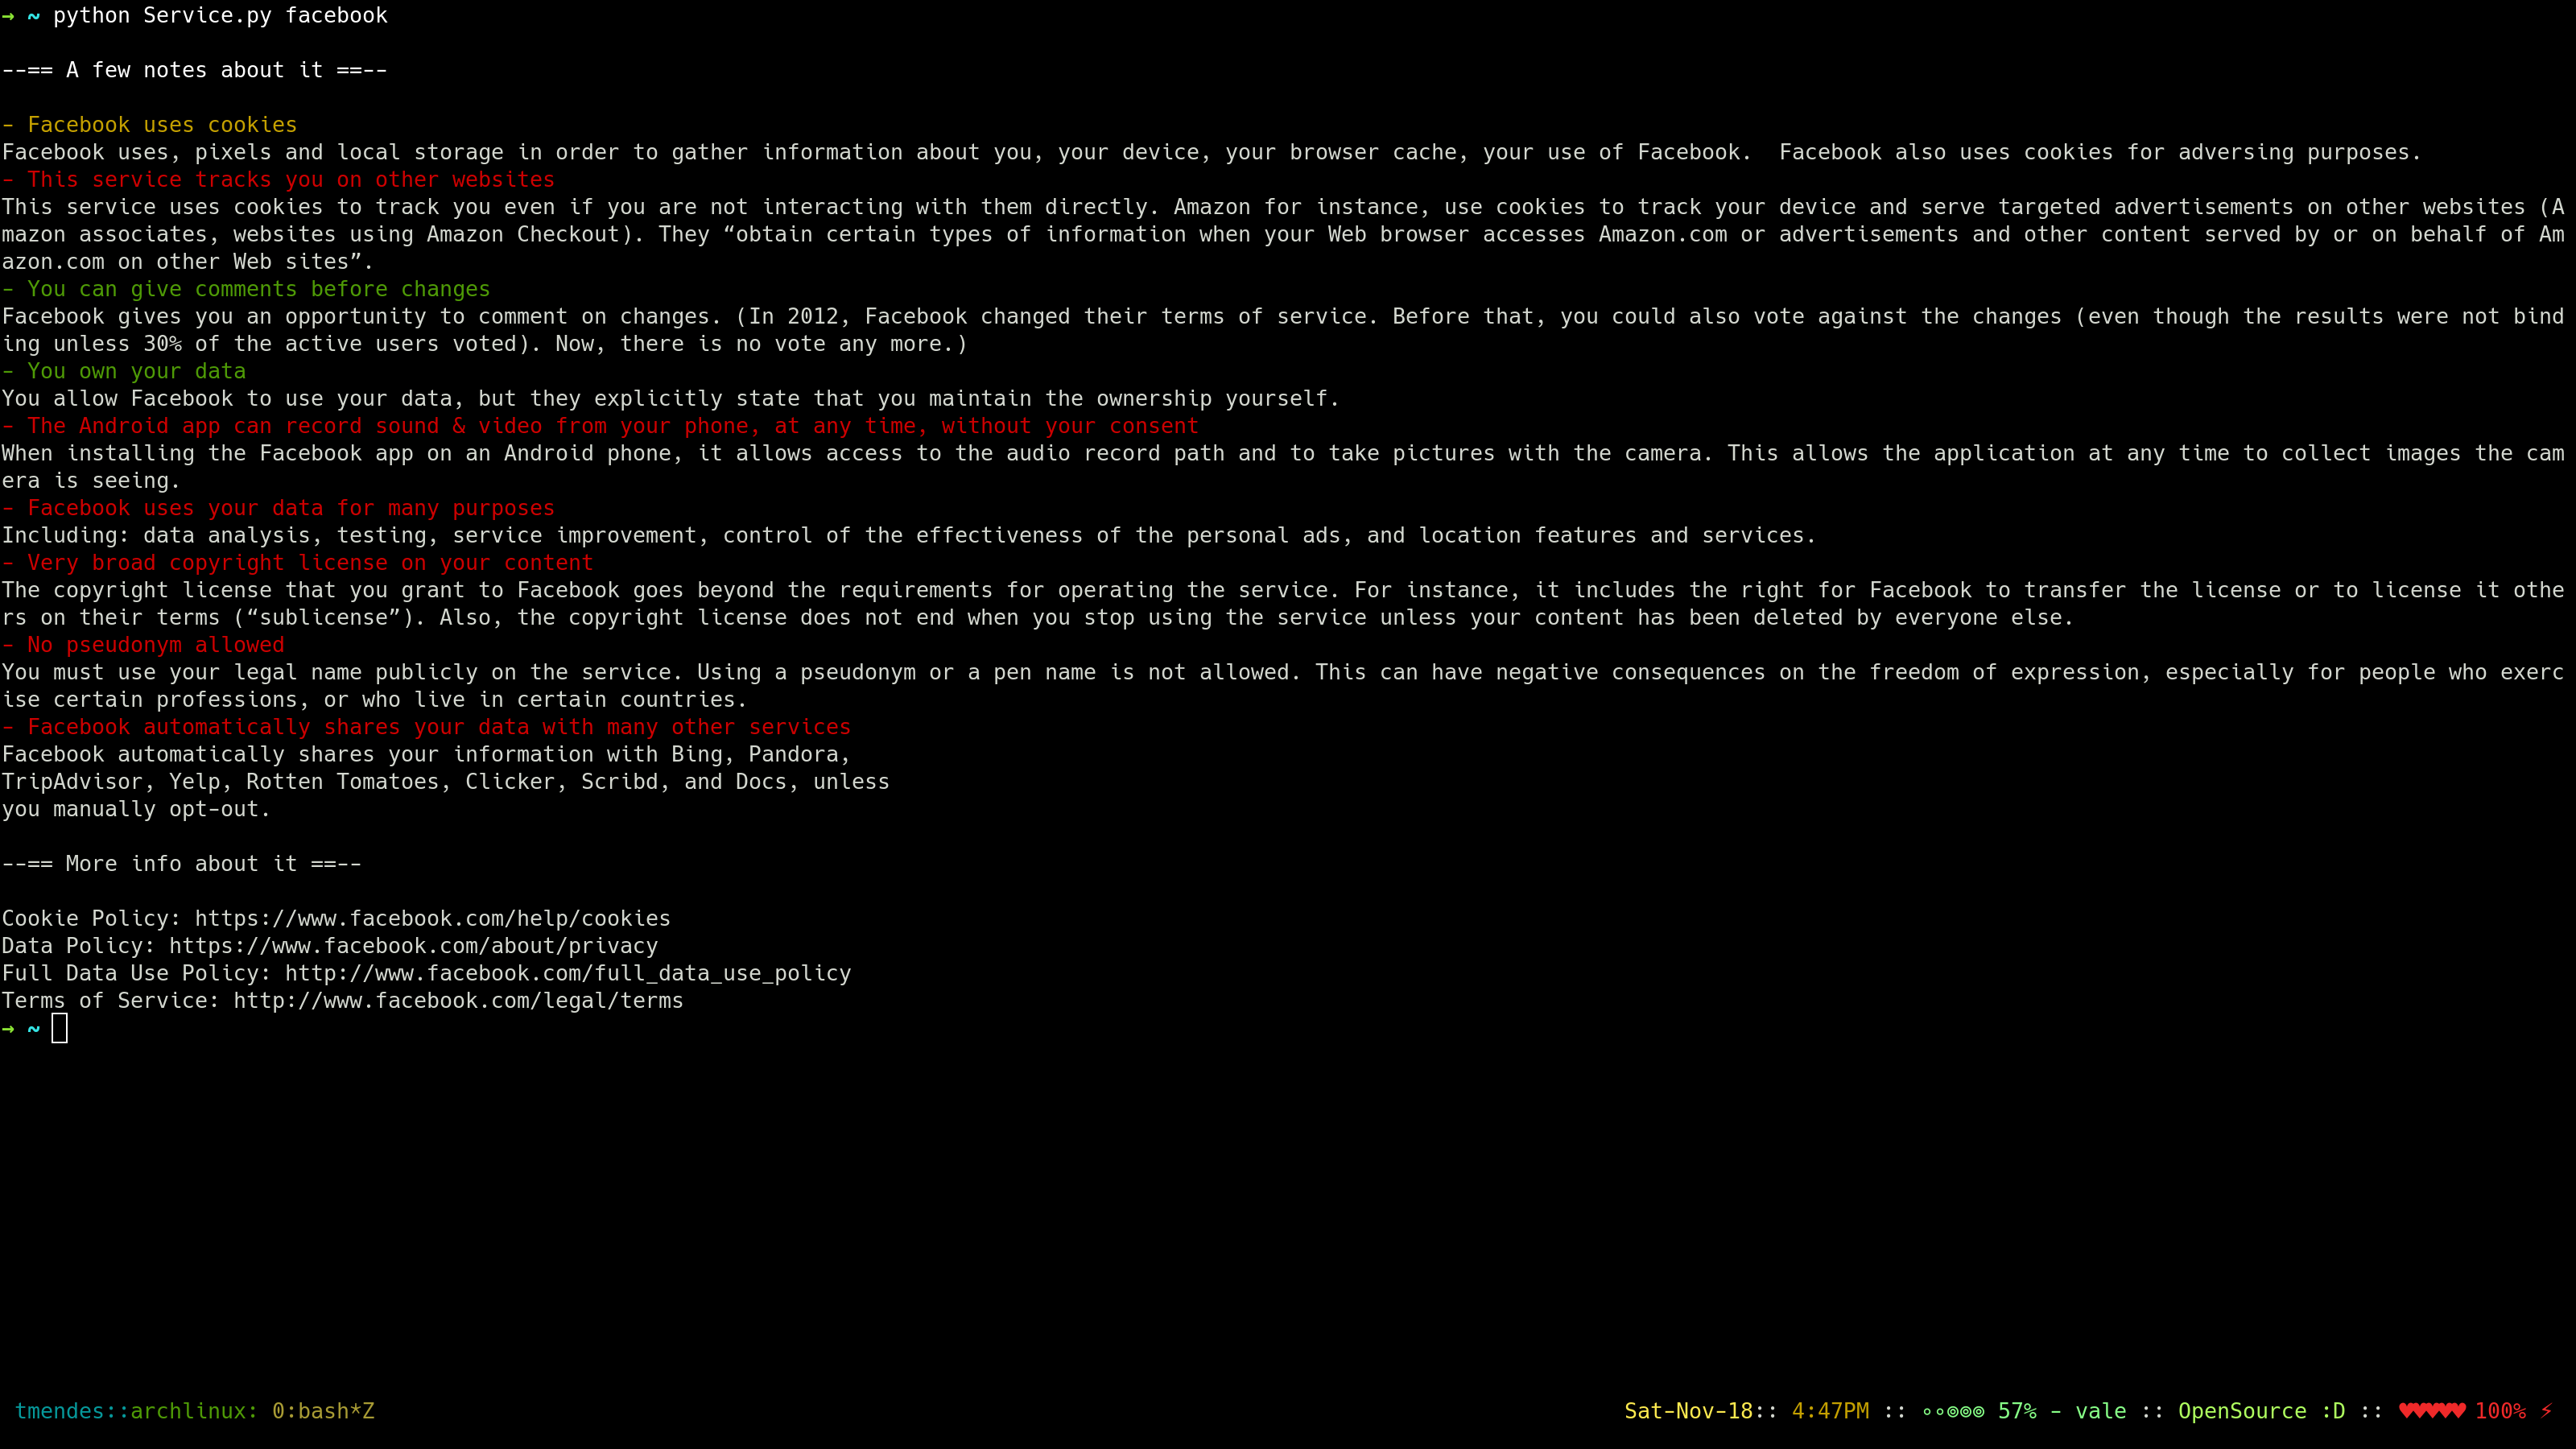 → ~ python Service.py facebook
--== A few notes about it ==--
- Facebook uses cookies
Facebook uses, pixels and local storage in order to gather information about you, your device, your browser cache, your use of Facebook.  Facebook also uses cookies for adversing purposes.
- This service tracks you on other websites
This service uses cookies to track you even if you are not interacting with them directly. Amazon for instance, use cookies to track your device and serve targeted advertisements on other websites (A
mazon associates, websites using Amazon Checkout). They “obtain certain types of information when your Web browser accesses Amazon.com or advertisements and other content served by or on behalf of Am
azon.com on other Web sites”.
- You can give comments before changes
Facebook gives you an opportunity to comment on changes. (In 2012, Facebook changed their terms of service. Before that, you could also vote against the changes (even though the results were not bind
ing unless 30% of the active users voted). Now, there is no vote any more.)
- You own your data
You allow Facebook to use your data, but they explicitly state that you maintain the ownership yourself.
- The Android app can record sound & video from your phone, at any time, without your consent
When installing the Facebook app on an Android phone, it allows access to the audio record path and to take pictures with the camera. This allows the application at any time to collect images the cam
era is seeing.
- Facebook uses your data for many purposes
Including: data analysis, testing, service improvement, control of the effectiveness of the personal ads, and location features and services.
- Very broad copyright license on your content
The copyright license that you grant to Facebook goes beyond the requirements for operating the service. For instance, it includes the right for Facebook to transfer the license or to license it othe
rs on their terms (“sublicense”). Also, the copyright license does not end when you stop using the service unless your content has been deleted by everyone else.
- No pseudonym allowed
You must use your legal name publicly on the service. Using a pseudonym or a pen name is not allowed. This can have negative consequences on the freedom of expression, especially for people who exerc
ise certain professions, or who live in certain countries.
- Facebook automatically shares your data with many other services
Facebook automatically shares your information with Bing, Pandora,
TripAdvisor, Yelp, Rotten Tomatoes, Clicker, Scribd, and Docs, unless
you manually opt-out.
--== More info about it ==--
Cookie Policy: https://www.facebook.com/help/cookies
Data Policy: https://www.facebook.com/about/privacy
Full Data Use Policy: http://www.facebook.com/full_data_use_policy
Terms of Service: http://www.facebook.com/legal/terms
→ ~
tmendes::archlinux: 0:bash*Z Sat-Nov-18:: 4:47PM :: ∘∘⊚⊚⊚ 57% - vale :: OpenSource :D :: ♥♥♥♥♥ 100% ⚡